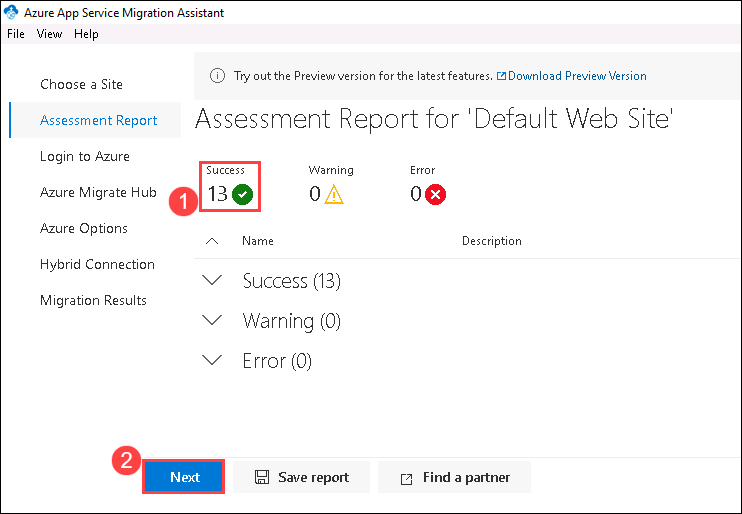 Azure App Service Migration Assistant
File View Help
Try out the Preview version for the latest features. Download Preview Version
Choose a Site
Assessment Report
Login to Azure
Azure Migrate Hub
Azure Options
Hybrid Connection
Migration Results
Assessment Report for 'Default Web Site'
Success Warning Error
1 13 0 0
Name Description
Success (13)
Warning (0)
Error (0)
2 Next Save report Find a partner